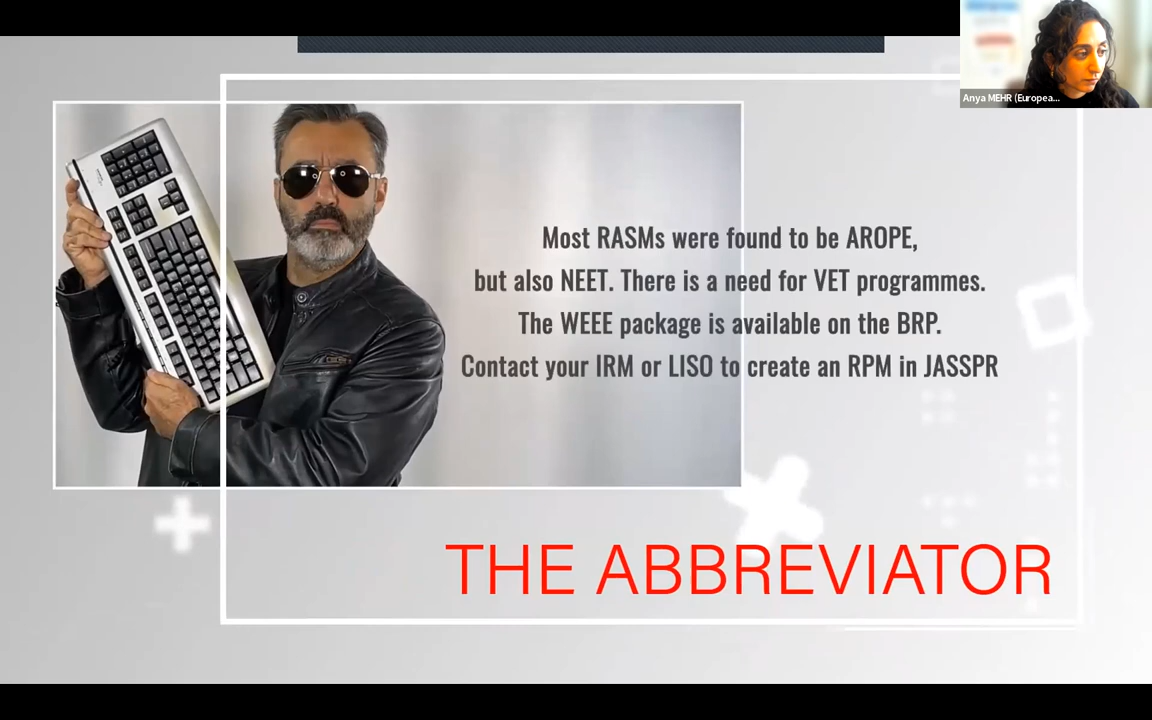 Anya MEHR (Europea...
Most RASMs were found to be AROPE,
but also NEET. There is a need for VET programmes.
The WEEE package is available on the BRP.
Contact your IRM or LISO to create an RPM in JASSPR
THE ABBREVIATOR